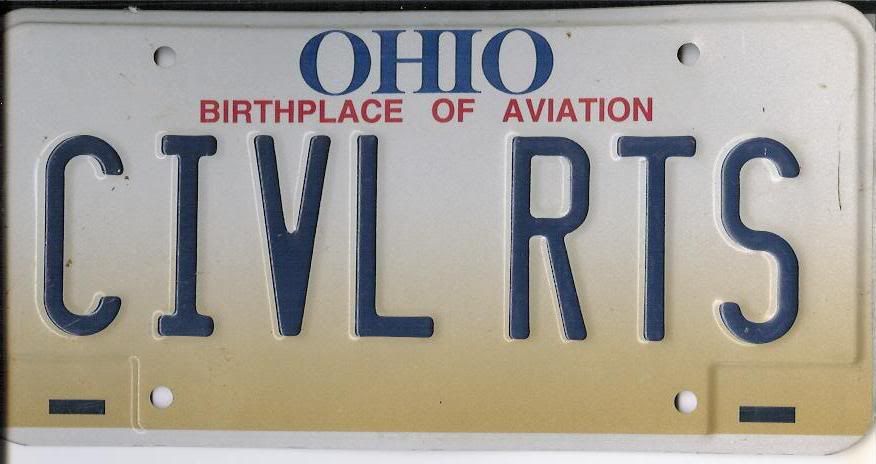 OHIO
BIRTHPLACE OF AVIATION
CIVL RTS